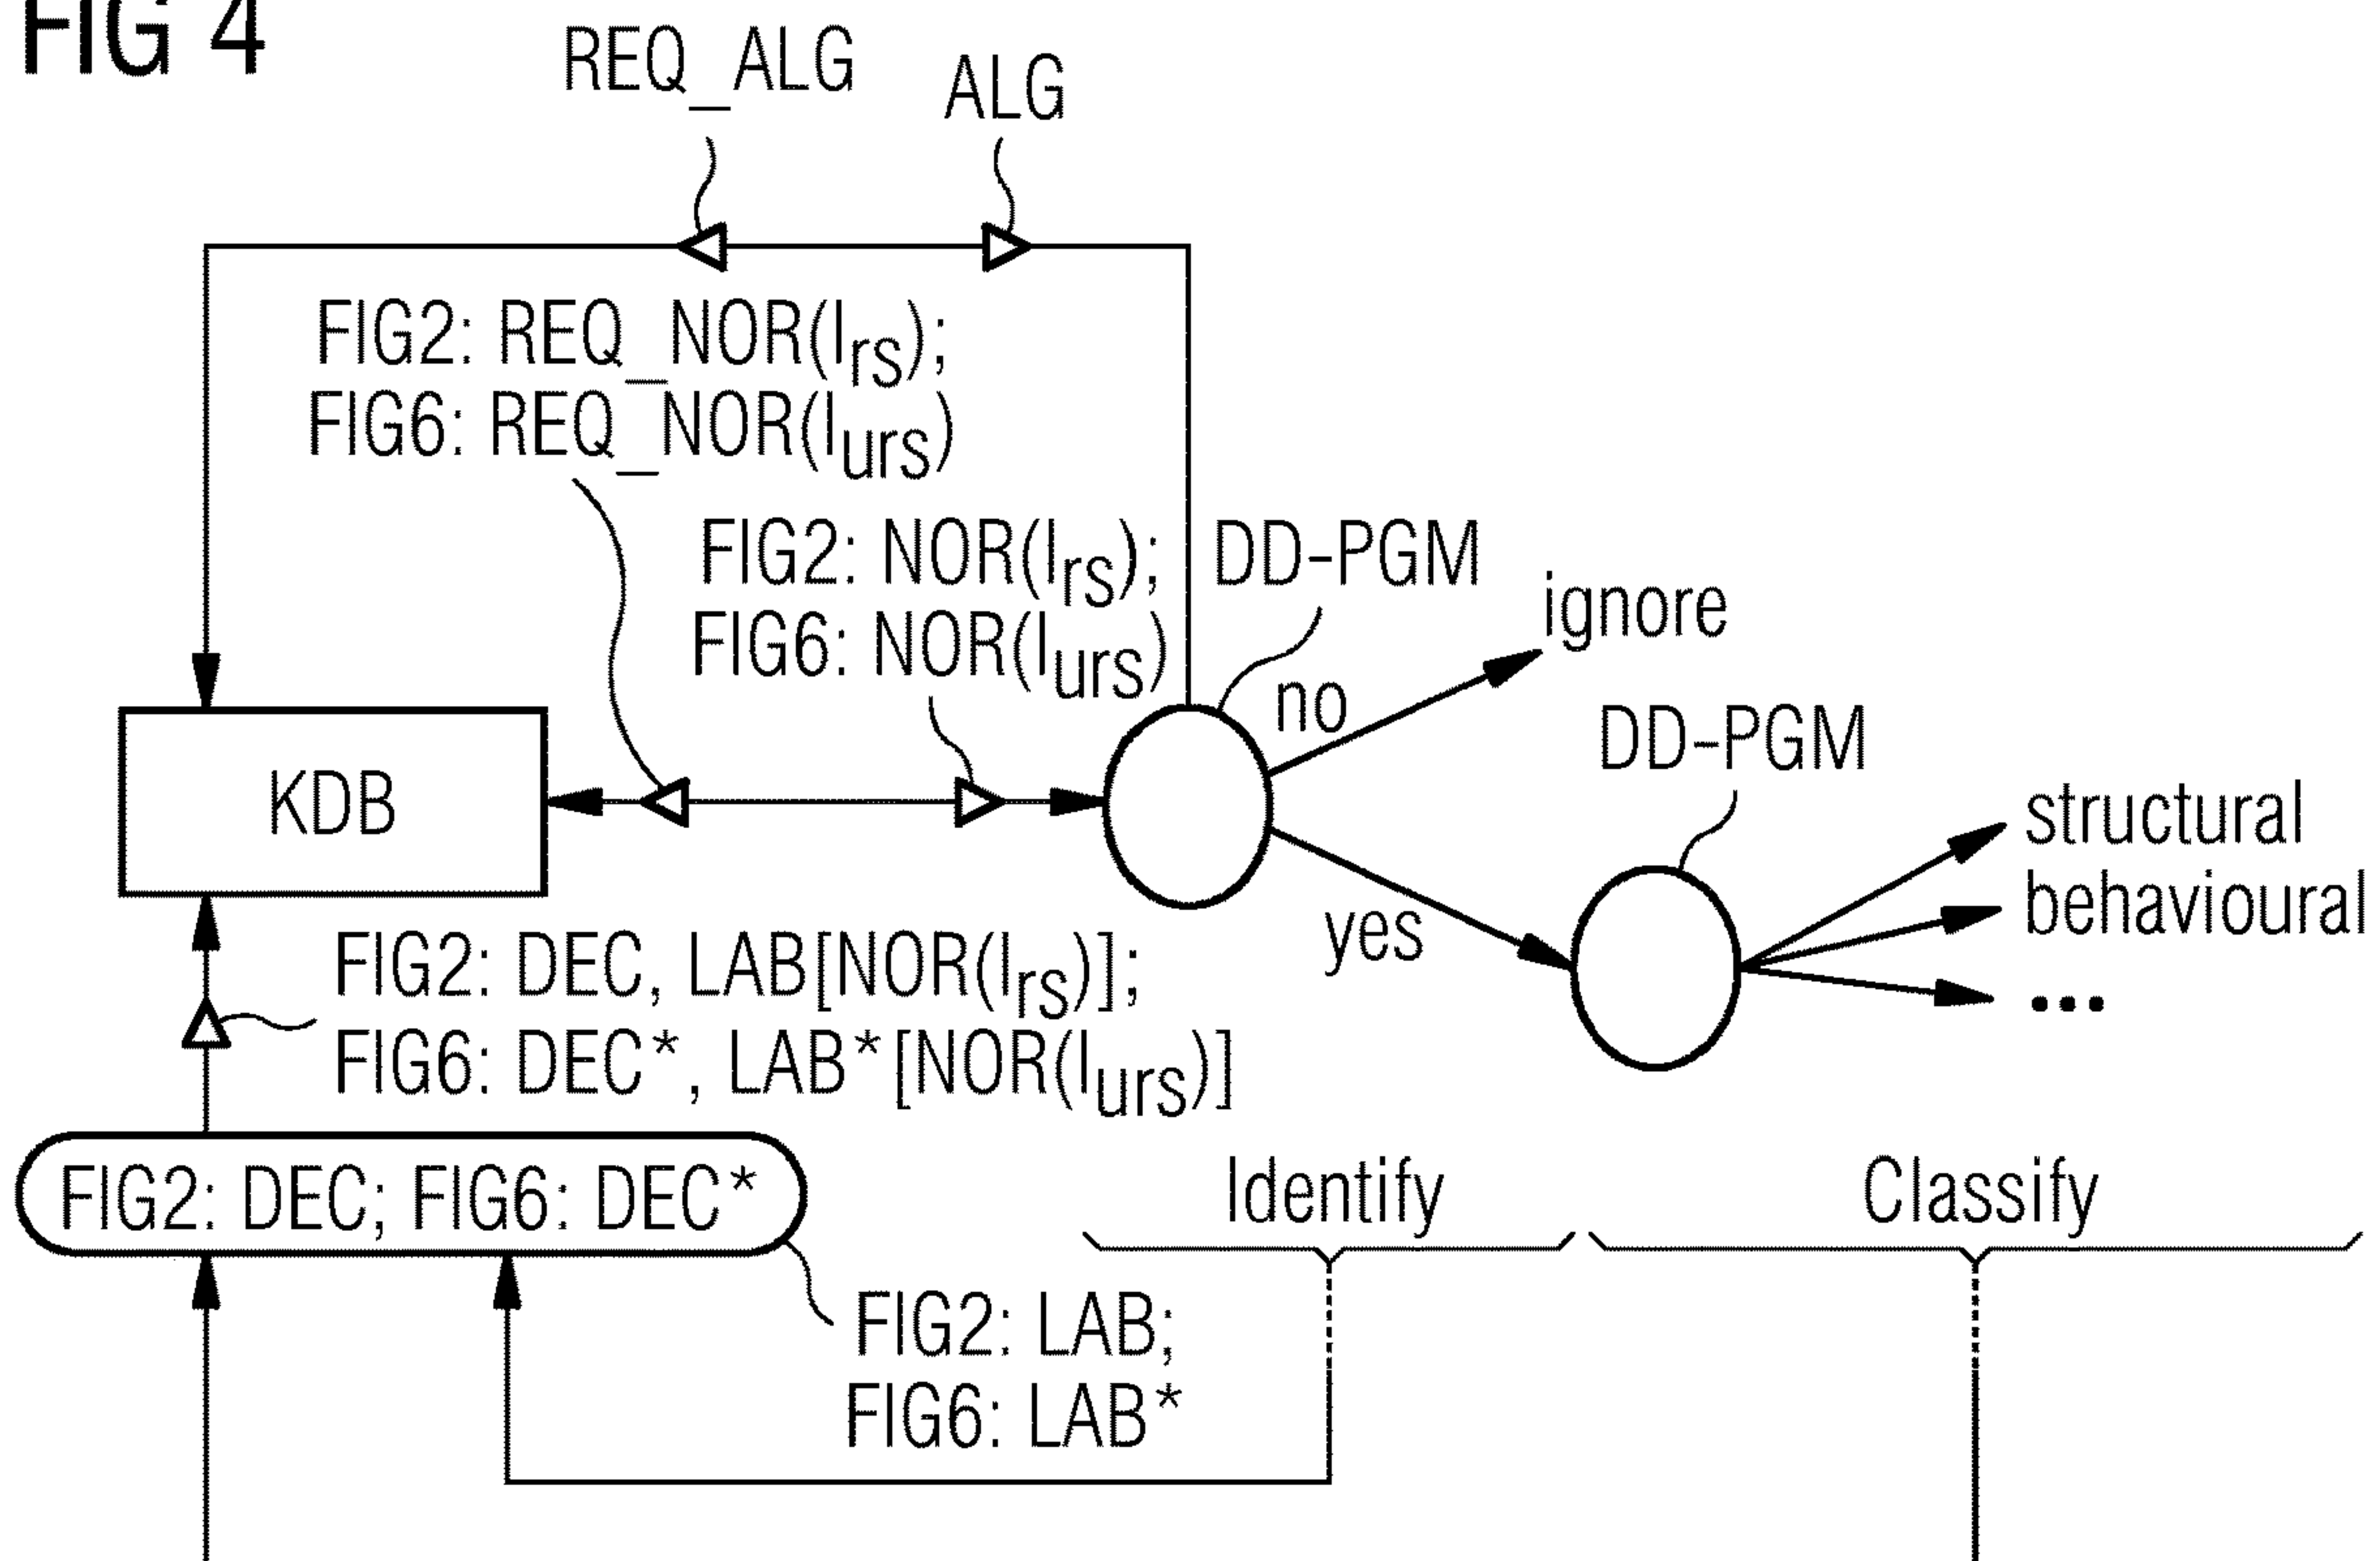 FIG 4
REQ_ALG
ALG
FIG2: REQ_NOR(Irs);
FIG6: REQ_NOR(Iurs)
FIG2: NOR(Irs);
FIG6: NOR(Iurs)
DD-PGM
ignore
no
DD-PGM
KDB
structural
behavioural
...
yes
FIG2: DEC, LAB[NOR(Irs)];
FIG6: DEC*, LAB*[NOR(Iurs)]
FIG2: DEC; FIG6: DEC*
Identify
Classify
FIG2: LAB;
FIG6: LAB*